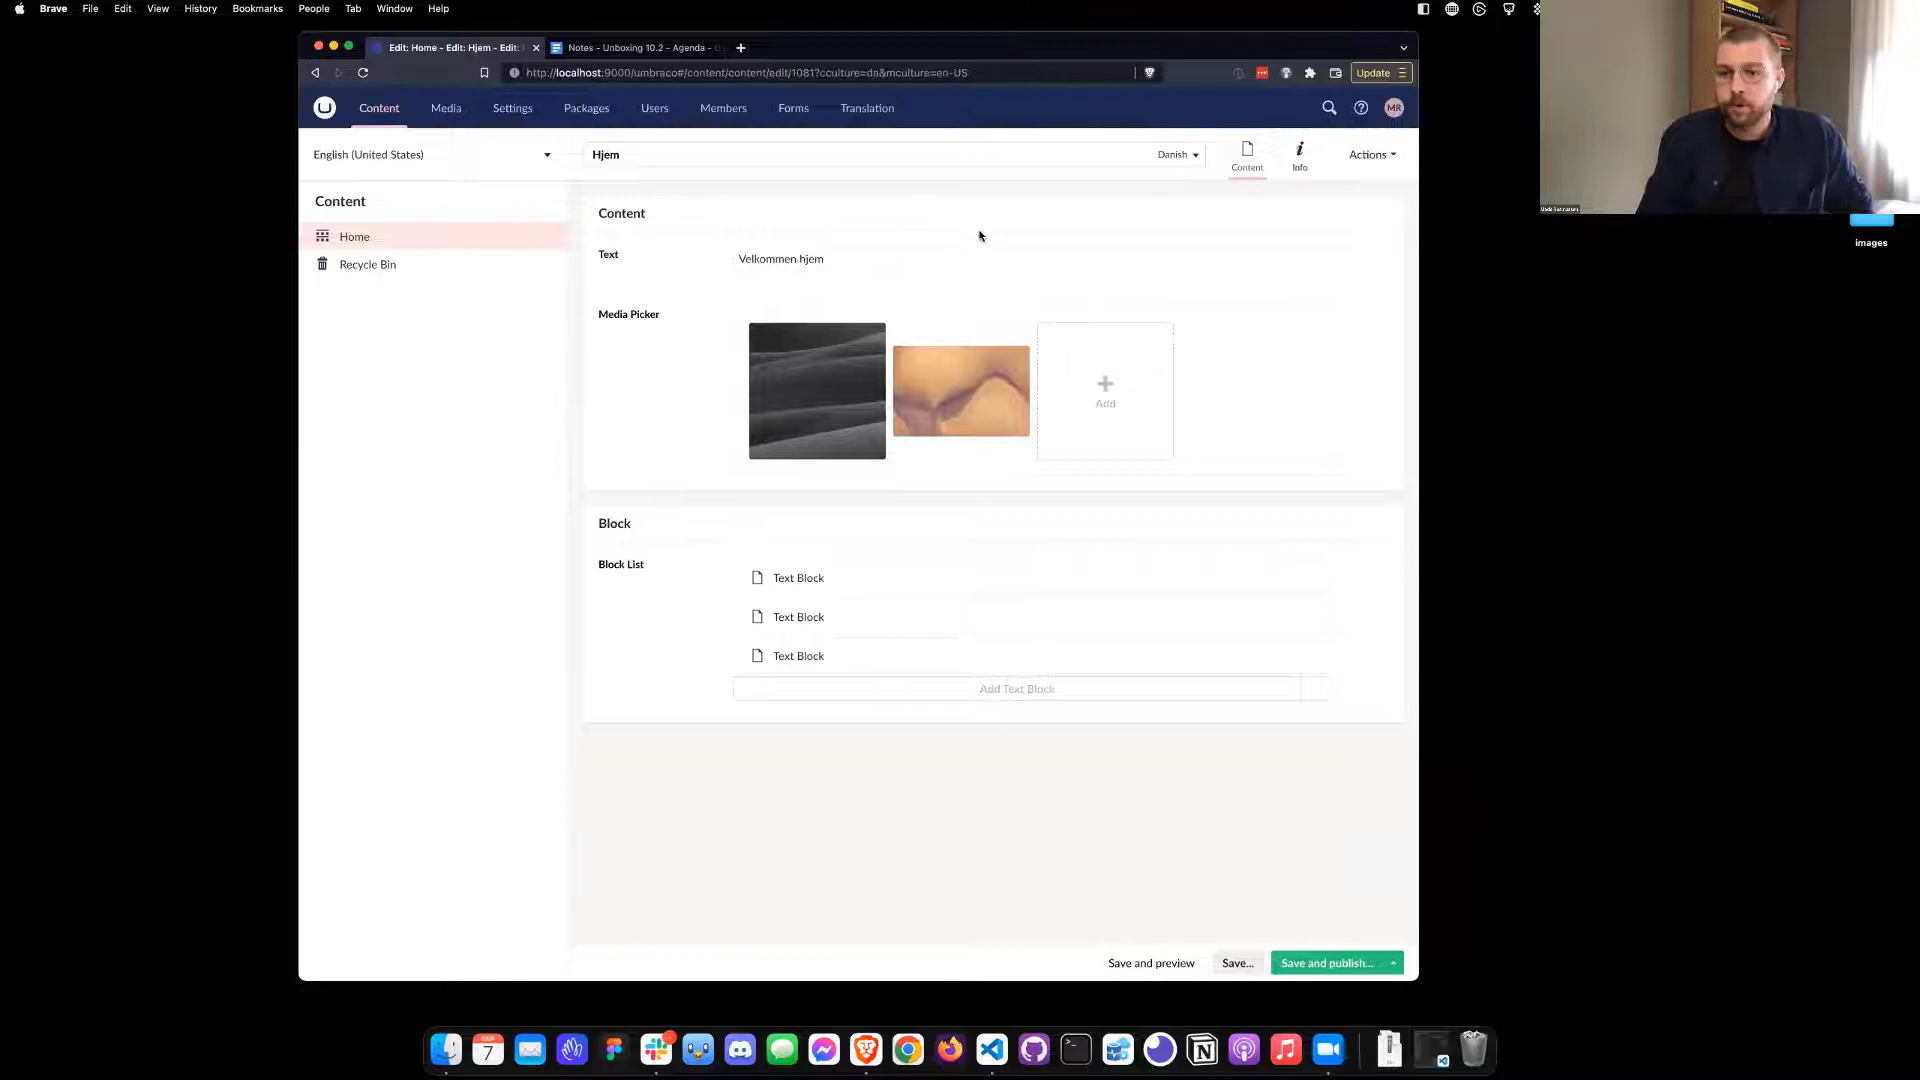 Brave File Edit View History Bookmarks People Tab Window Help
Edit: Home - Edit: Hjem - Edit:
Notes - Unboxing 10.2 - Agenda -
http://localhost:9000/umbraco#/content/content/edit/1081?cculture=da&mculture=en-US
Update
Content Media Settings Packages Users Members Forms Translation
MR
English (United States)
Hjem
Danish
Content
Info
Actions
Content
Home
Recycle Bin
Content
Text
Velkommen hjem
Media Picker
Add
Block
Block List
Text Block
Text Block
Text Block
Add Text Block
Save and preview
Save...
Save and publish...
images
SEP
7